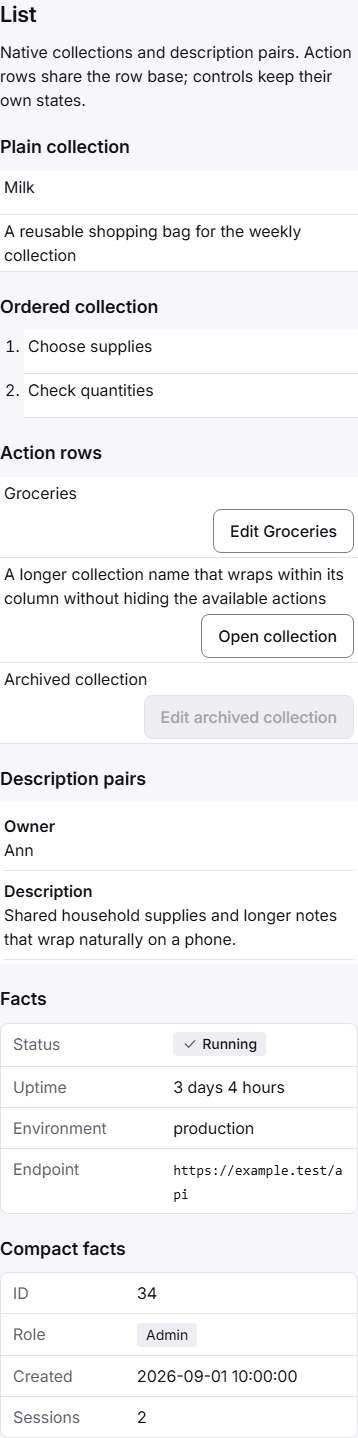 List
Native collections and description pairs. Action
rows share the row base; controls keep their
own states.
Plain collection
Milk
A reusable shopping bag for the weekly
collection
Ordered collection
1. Choose supplies
2. Check quantities
Action rows
Groceries
Edit Groceries
A longer collection name that wraps within its
column without hiding the available actions
Open collection
Archived collection
Edit archived collection
Description pairs
Owner
Ann
Description
Shared household supplies and longer notes
that wrap naturally on a phone.
Facts
Status Running
Uptime 3 days 4 hours
Environment production
Endpoint https://example.test/a
pi
Compact facts
ID 34
Role Admin
Created 2026-09-01 10:00:00
Sessions 2